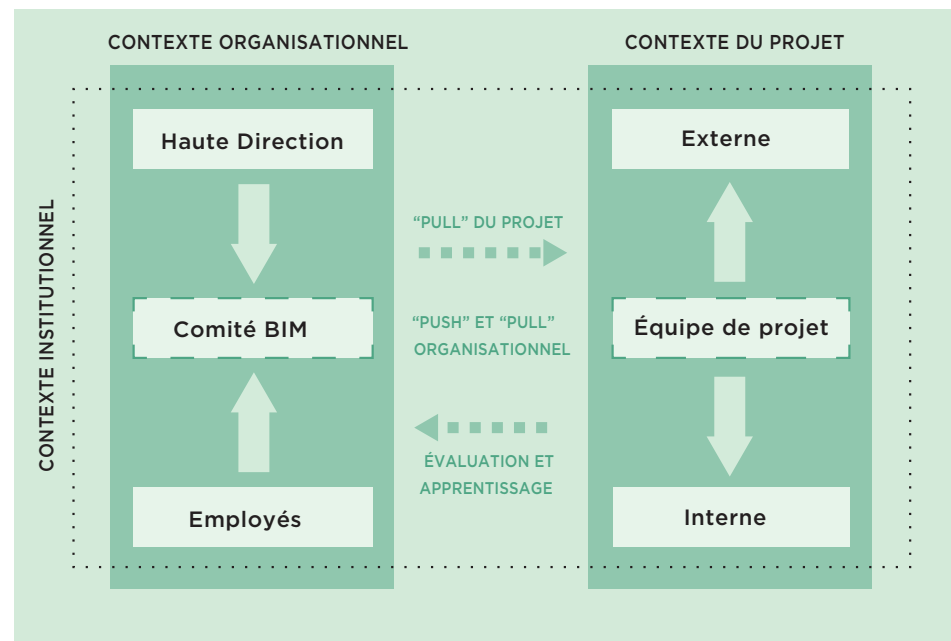 CONTEXTE ORGANISATIONNEL
CONTEXTE DU PROJET
CONTEXTE INSTITUTIONNEL
Haute Direction
Comité BIM
Employés
“PULL” DU PROJET
“PUSH” ET “PULL”
ORGANISATIONNEL
ÉVALUATION ET
APPRENTISSAGE
Externe
Équipe de projet
Interne